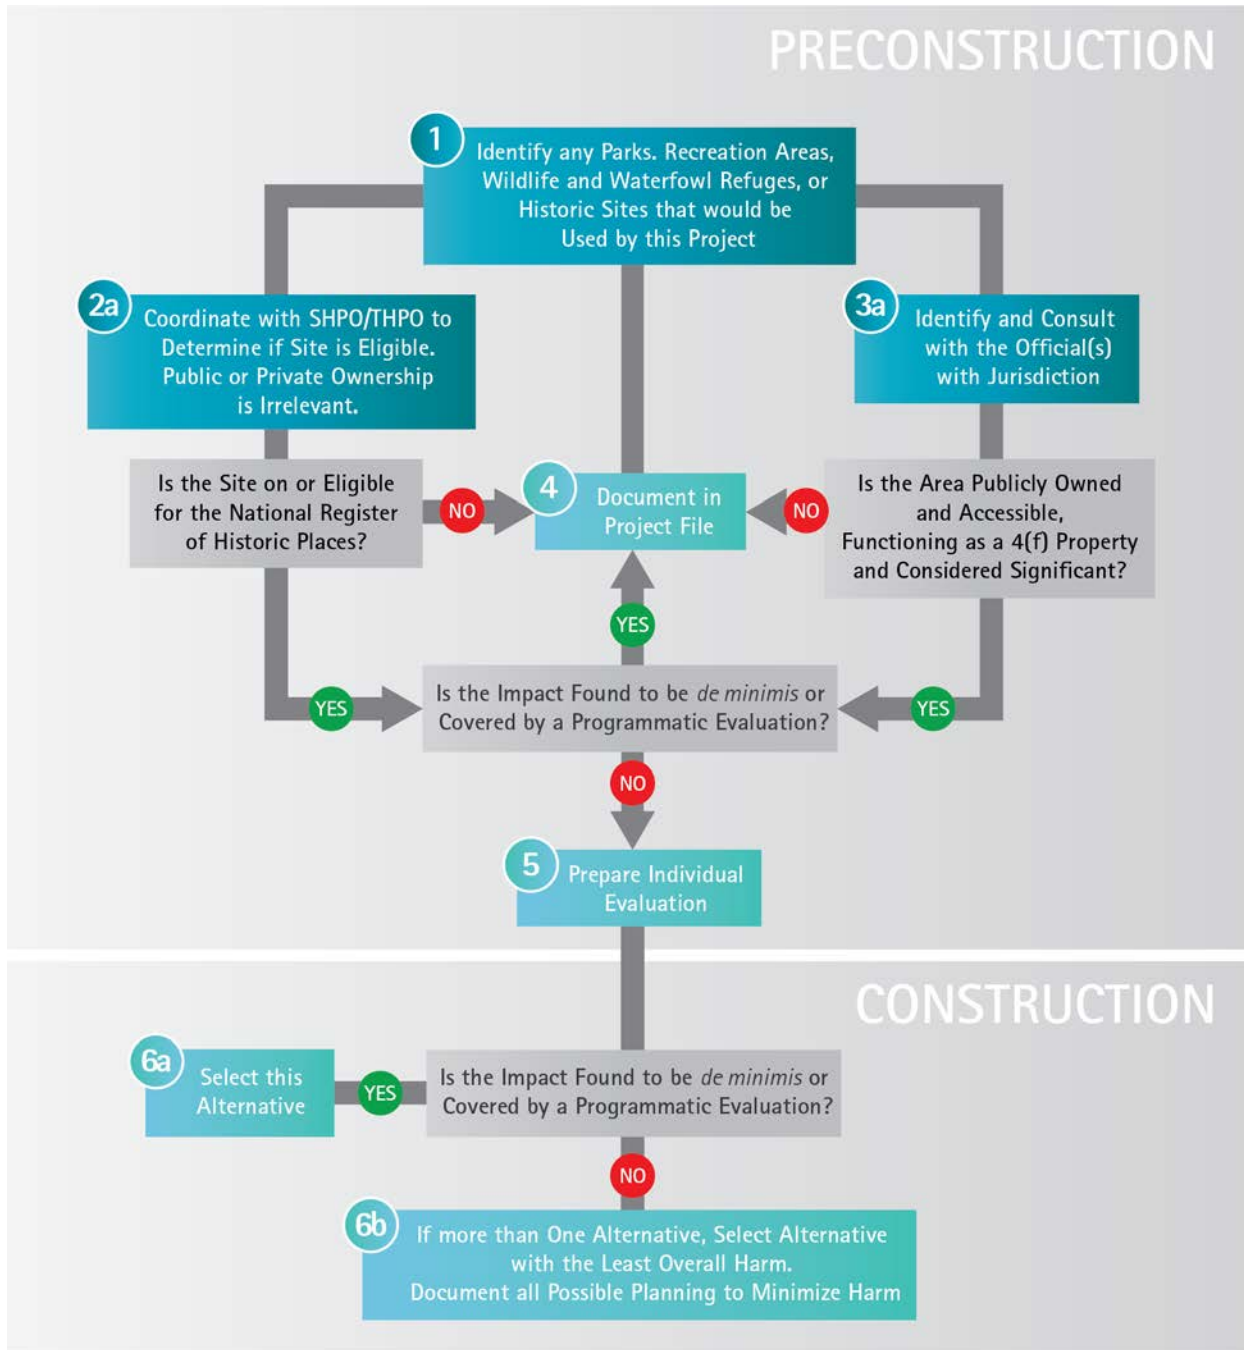 PRECONSTRUCTION
1
Identify any Parks. Recreation Areas,
Wildlife and Waterfowl Refuges, or
Historic Sites that would be
Used by this Project
2a
Coordinate with SHPO/THPO to
Determine if Site is Eligible.
Public or Private Ownership
is Irrelevant.
3a
Identify and Consult
with the Official(s)
with Jurisdiction
Is the Site on or Eligible
for the National Register
of Historic Places?
NO
4
Document in
Project File
NO
Is the Area Publicly Owned
and Accessible,
Functioning as a 4(f) Property
and Considered Significant?
YES
YES
Is the Impact Found to be de minimis or
Covered by a Programmatic Evaluation?
YES
NO
5
Prepare Individual
Evaluation
CONSTRUCTION
6a
Select this
Alternative
YES
Is the Impact Found to be de minimis or
Covered by a Programmatic Evaluation?
NO
6b
If more than One Alternative, Select Alternative
with the Least Overall Harm.
Document all Possible Planning to Minimize Harm